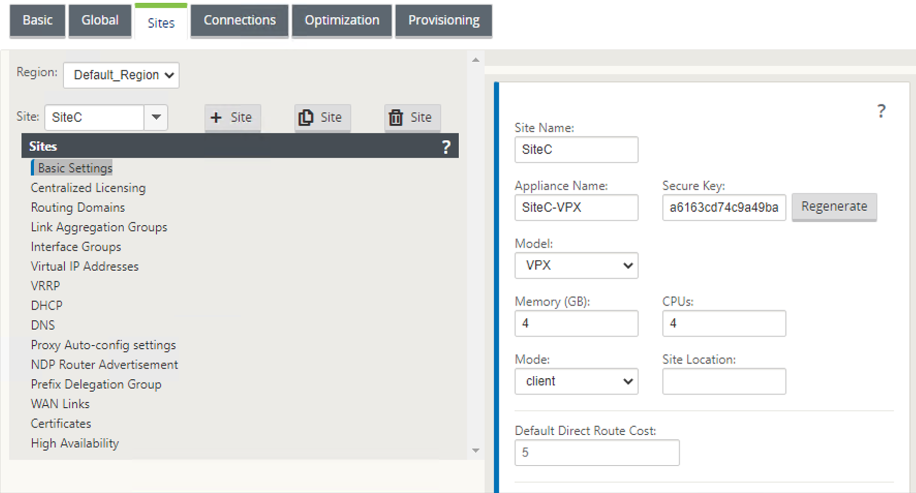 Basic Global Sites Connections Optimization Provisioning
Region: Default_Region
Site: SiteC + Site Site Site
Sites ?
Basic Settings
Centralized Licensing
Routing Domains
Link Aggregation Groups
Interface Groups
Virtual IP Addresses
VRRP
DHCP
DNS
Proxy Auto-config settings
NDP Router Advertisement
Prefix Delegation Group
WAN Links
Certificates
High Availability
?
Site Name:
SiteC
Appliance Name: Secure Key:
SiteC-VPX a6163cd74c9a49ba Regenerate
Model:
VPX
Memory (GB): CPUs:
4 4
Mode: Site Location:
client
Default Direct Route Cost:
5